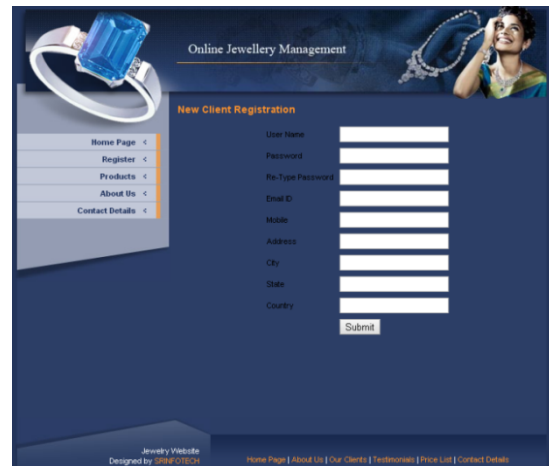 Online Jewellery Management
New Client Registration
Home Page <
Register <
Products <
About Us <
Contact Details <
User Name
Password
Re-Type Password
Email ID
Mobile
Address
City
State
Country
Submit
Jewelry Website
Designed by SRINFOTECH
Home Page | About Us | Our Clients | Testimonials | Price List | Contact Details